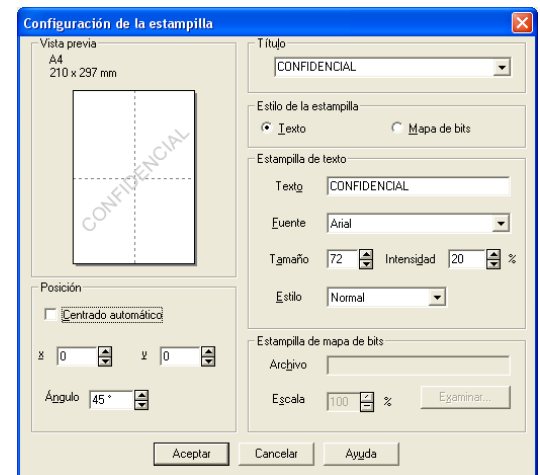 Configuración de la estampilla
Vista previa
A4
210 x 297 mm
CONFIDENCIAL
Posición
Centrado automático
x 0 y 0
Ángulo 45 °
Título
CONFIDENCIAL
Estilo de la estampilla
Texto Mapa de bits
Estampilla de texto
Texto CONFIDENCIAL
Fuente Arial
Tamaño 72 Intensidad 20 %
Estilo Normal
Estampilla de mapa de bits
Archivo
Escala 100 % Examinar...
Aceptar Cancelar Ayuda